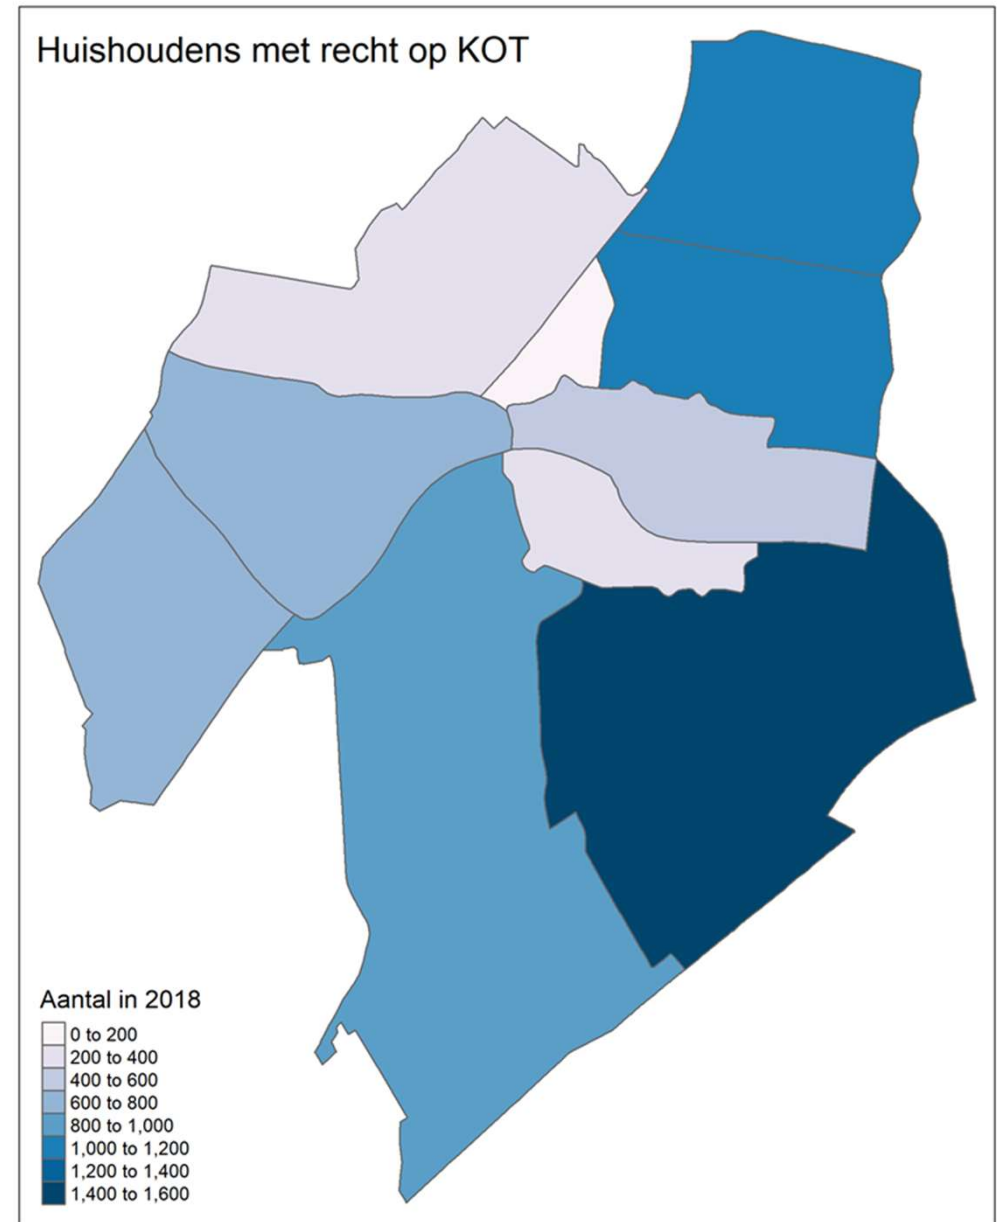 Huishoudens met recht op KOT
Aantal in 2018
0 to 200
200 to 400
400 to 600
600 to 800
800 to 1,000
1,000 to 1,200
1,200 to 1,400
1,400 to 1,600